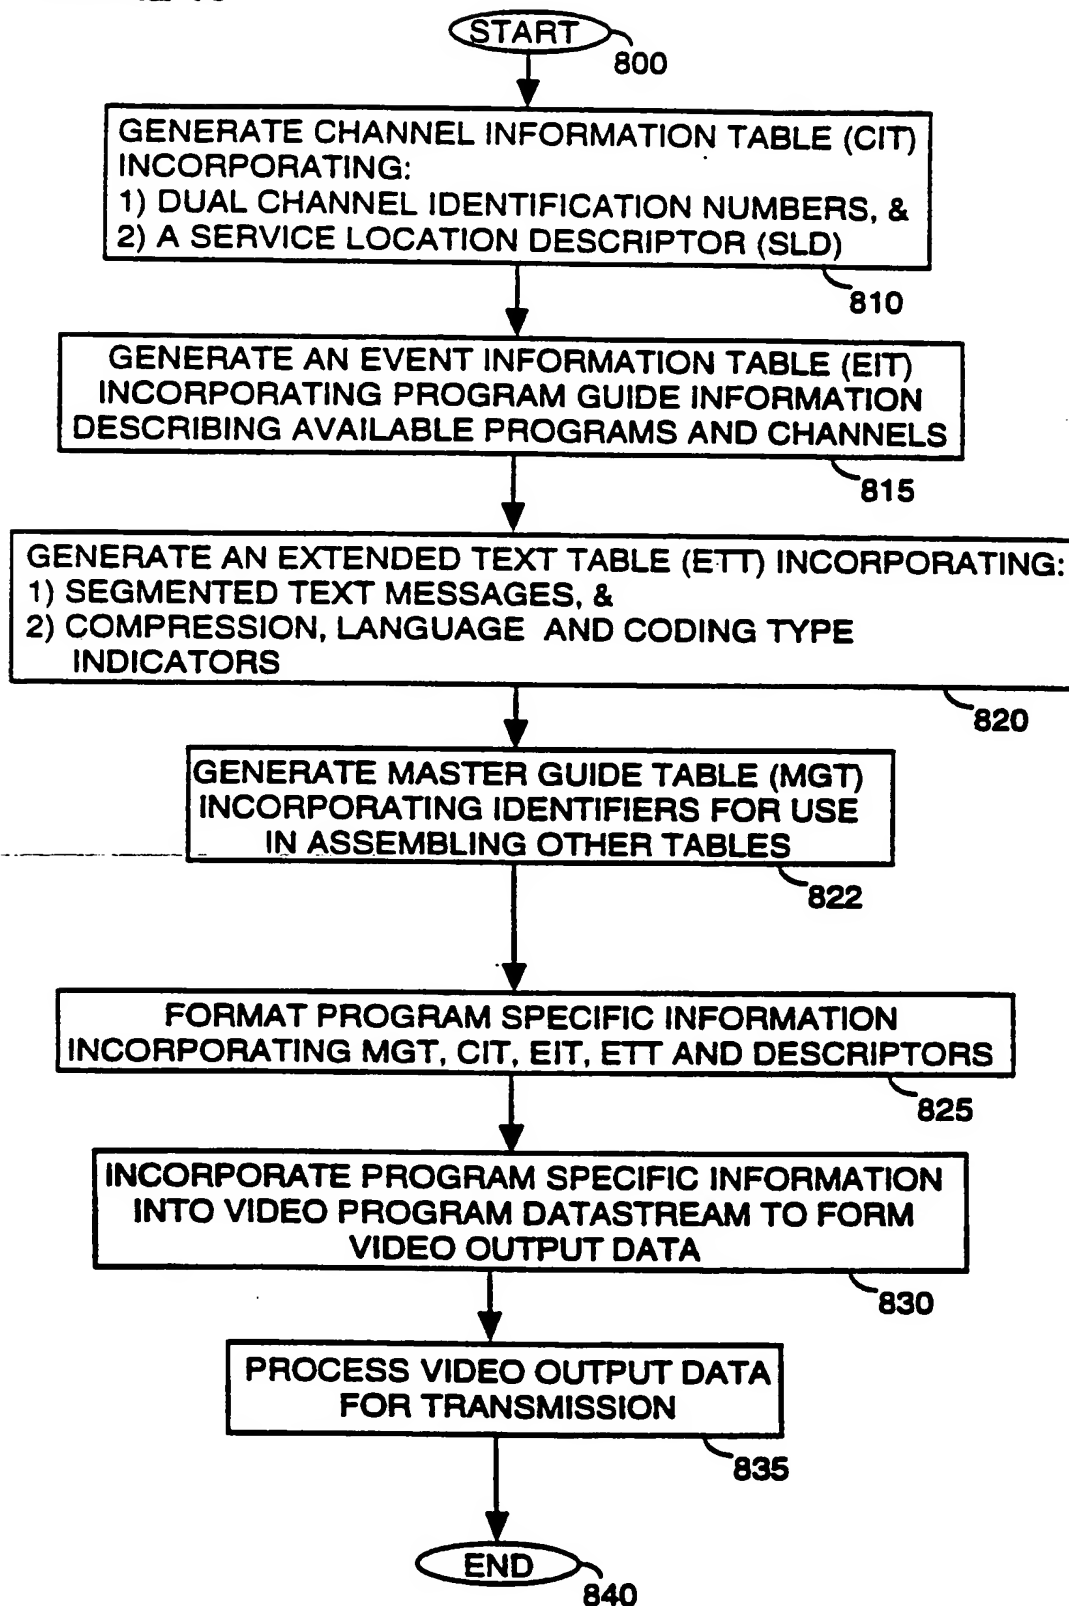 START
800
GENERATE CHANNEL INFORMATION TABLE (CIT)
INCORPORATING:
1) DUAL CHANNEL IDENTIFICATION NUMBERS, &
2) A SERVICE LOCATION DESCRIPTOR (SLD)
810
GENERATE AN EVENT INFORMATION TABLE (EIT)
INCORPORATING PROGRAM GUIDE INFORMATION
DESCRIBING AVAILABLE PROGRAMS AND CHANNELS
815
GENERATE AN EXTENDED TEXT TABLE (ETT) INCORPORATING:
1) SEGMENTED TEXT MESSAGES, &
2) COMPRESSION, LANGUAGE AND CODING TYPE
INDICATORS
820
GENERATE MASTER GUIDE TABLE (MGT)
INCORPORATING IDENTIFIERS FOR USE
IN ASSEMBLING OTHER TABLES
822
FORMAT PROGRAM SPECIFIC INFORMATION
INCORPORATING MGT, CIT, EIT, ETT AND DESCRIPTORS
825
INCORPORATE PROGRAM SPECIFIC INFORMATION
INTO VIDEO PROGRAM DATASTREAM TO FORM
VIDEO OUTPUT DATA
830
PROCESS VIDEO OUTPUT DATA
FOR TRANSMISSION
835
END
840